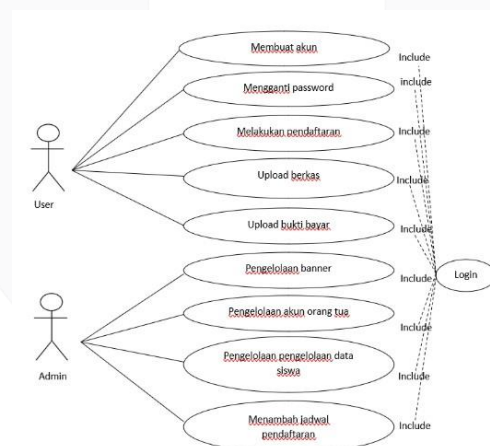 Membuat akun
Include
Mengganti password
include
Melakukan pendaftaran
Include
Upload berkas
Include
User
Upload bukti bayar
Include
Pengelolaan banner
Include
Login
Pengelolaan akun orang tua
Include
Pengelolaan pengelolaan data
siswa
Admin
Include
Menambah jadwal
pendaftaran
Include